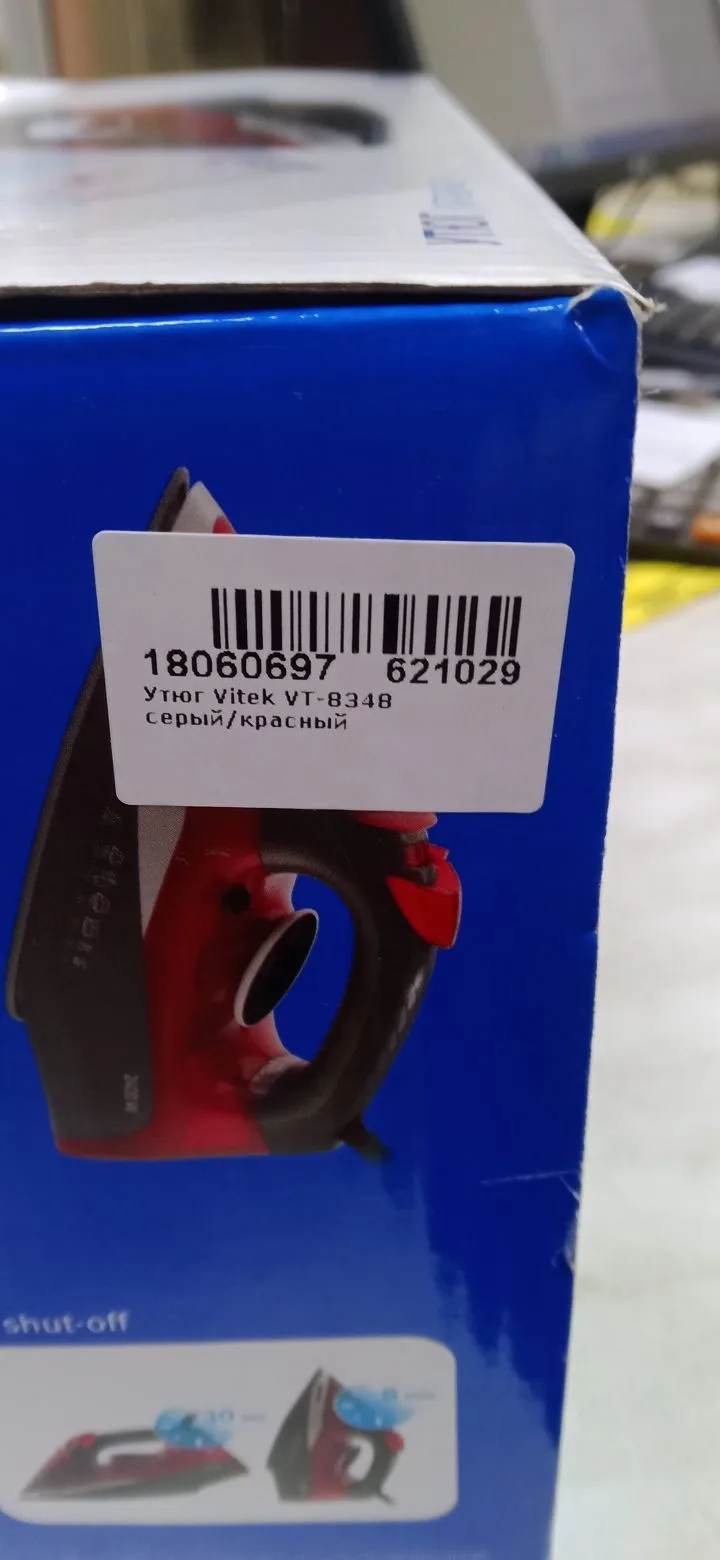 18060697 621029
Утюг Vitek VT-8348
серый/красный
shut-off